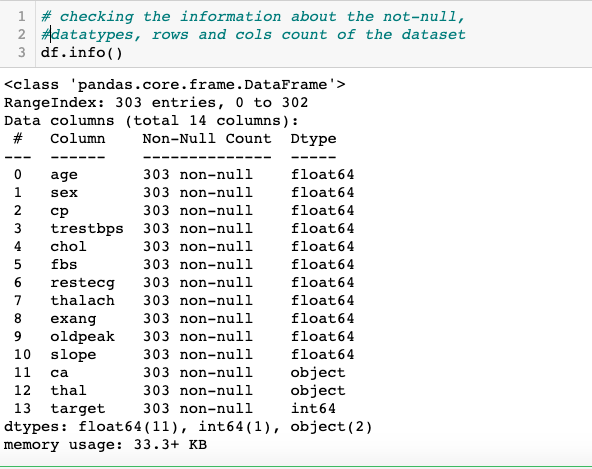 1 # checking the information about the not-null,
2 #datatypes, rows and cols count of the dataset
3 df.info()
<class 'pandas.core.frame.DataFrame'>
RangeIndex: 303 entries, 0 to 302
Data columns (total 14 columns):
 #   Column    Non-Null Count  Dtype
---  ------    --------------  -----
 0   age       303 non-null    float64
 1   sex       303 non-null    float64
 2   cp        303 non-null    float64
 3   trestbps  303 non-null    float64
 4   chol      303 non-null    float64
 5   fbs       303 non-null    float64
 6   restecg   303 non-null    float64
 7   thalach   303 non-null    float64
 8   exang     303 non-null    float64
 9   oldpeak   303 non-null    float64
 10  slope     303 non-null    float64
 11  ca        303 non-null    object
 12  thal      303 non-null    object
 13  target    303 non-null    int64
dtypes: float64(11), int64(1), object(2)
memory usage: 33.3+ KB